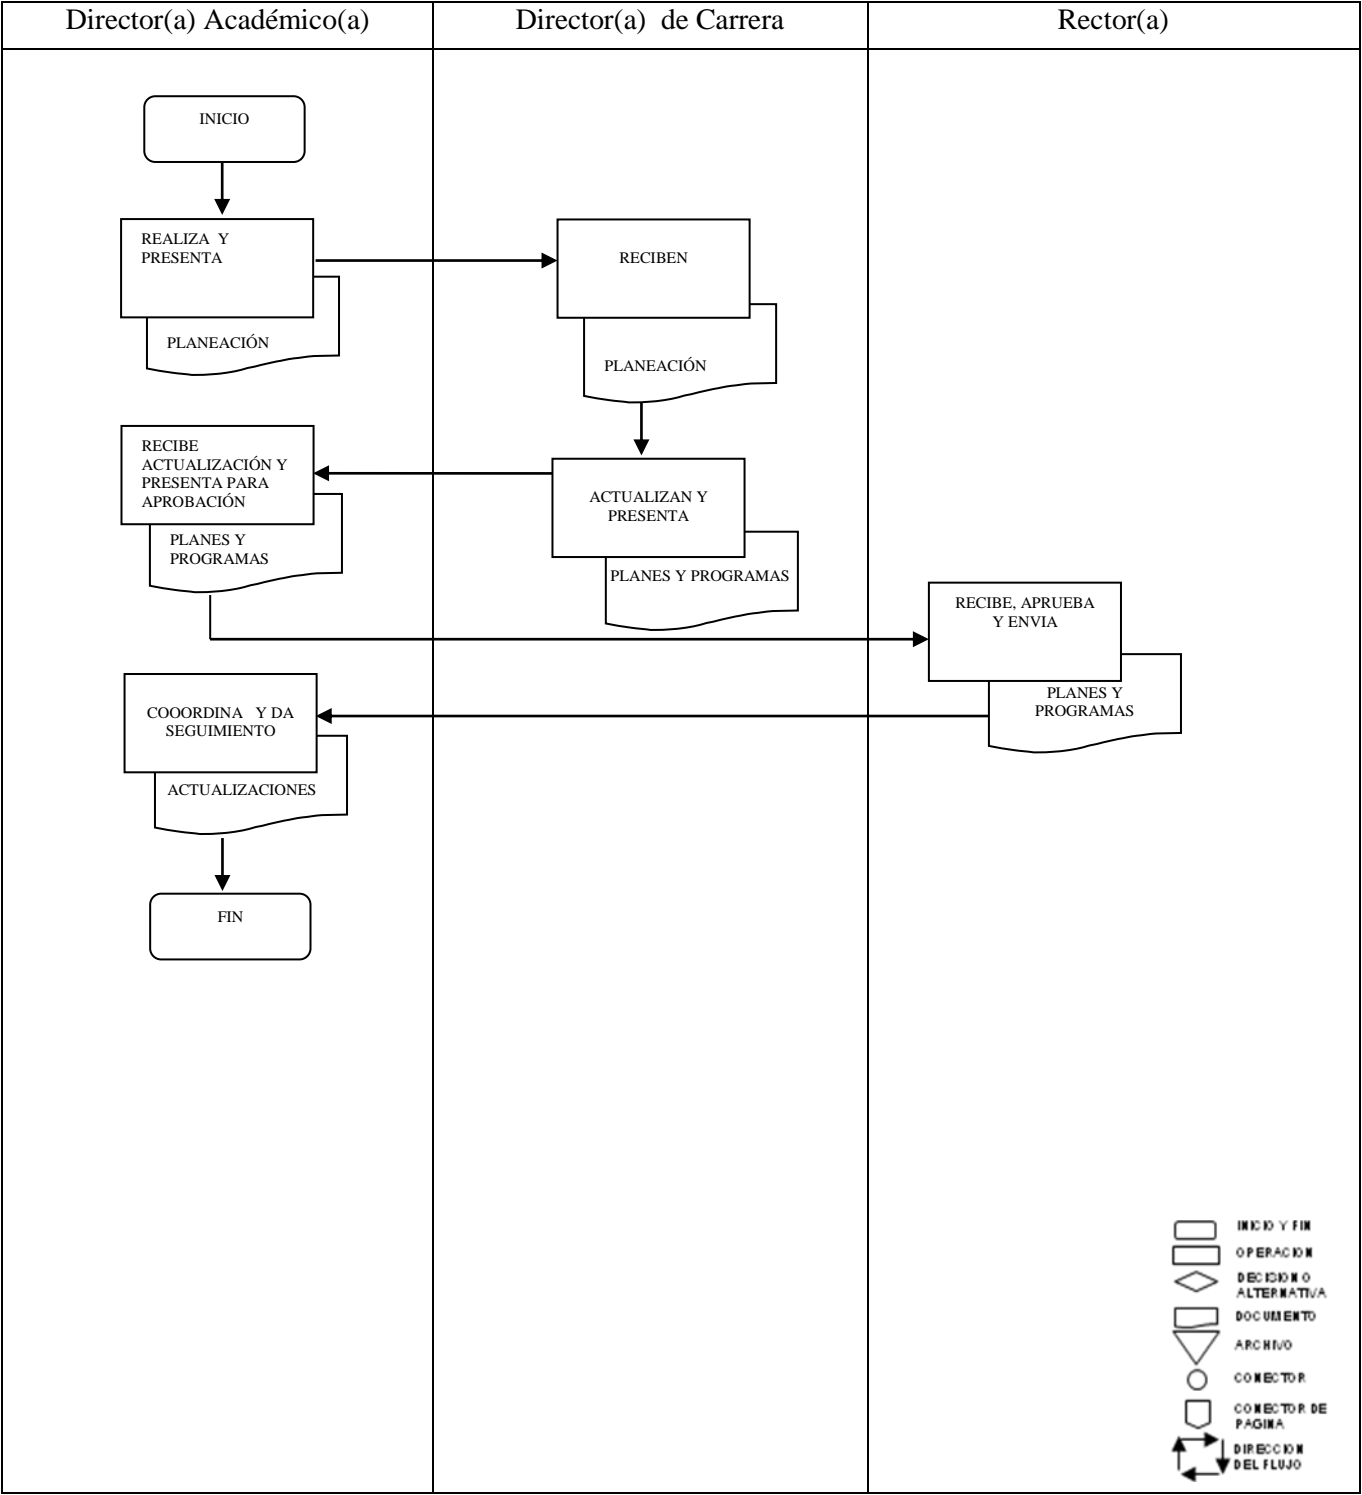 Director(a) Académico(a)
Director(a) de Carrera
Rector(a)
INICIO
REALIZA Y
PRESENTA
PLANEACIÓN
RECIBEN
PLANEACIÓN
RECIBE
ACTUALIZACIÓN Y
PRESENTA PARA
APROBACIÓN
PLANES Y
PROGRAMAS
ACTUALIZAN Y
PRESENTA
PLANES Y PROGRAMAS
RECIBE, APRUEBA
Y ENVIA
PLANES Y
PROGRAMAS
COOORDINA Y DA
SEGUIMIENTO
ACTUALIZACIONES
FIN
INICIO Y FIN
OPERACION
DECISION O
ALTERNATIVA
DOCUMENTO
ARCHIVO
CONECTOR
CONECTOR DE
PAGINA
DIRECCION
DEL FLUJO